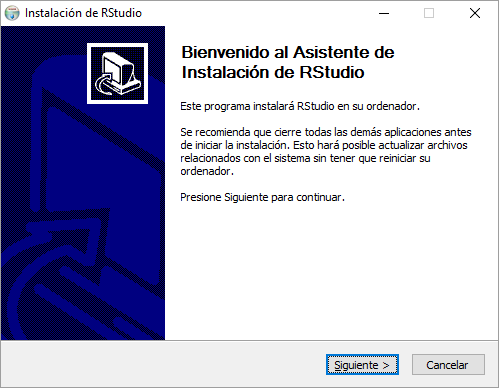 Instalación de RStudio
Bienvenido al Asistente de
Instalación de RStudio
Este programa instalará RStudio en su ordenador.
Se recomienda que cierre todas las demás aplicaciones antes
de iniciar la instalación. Esto hará posible actualizar archivos
relacionados con el sistema sin tener que reiniciar su
ordenador.
Presione Siguiente para continuar.
Siguiente >
Cancelar